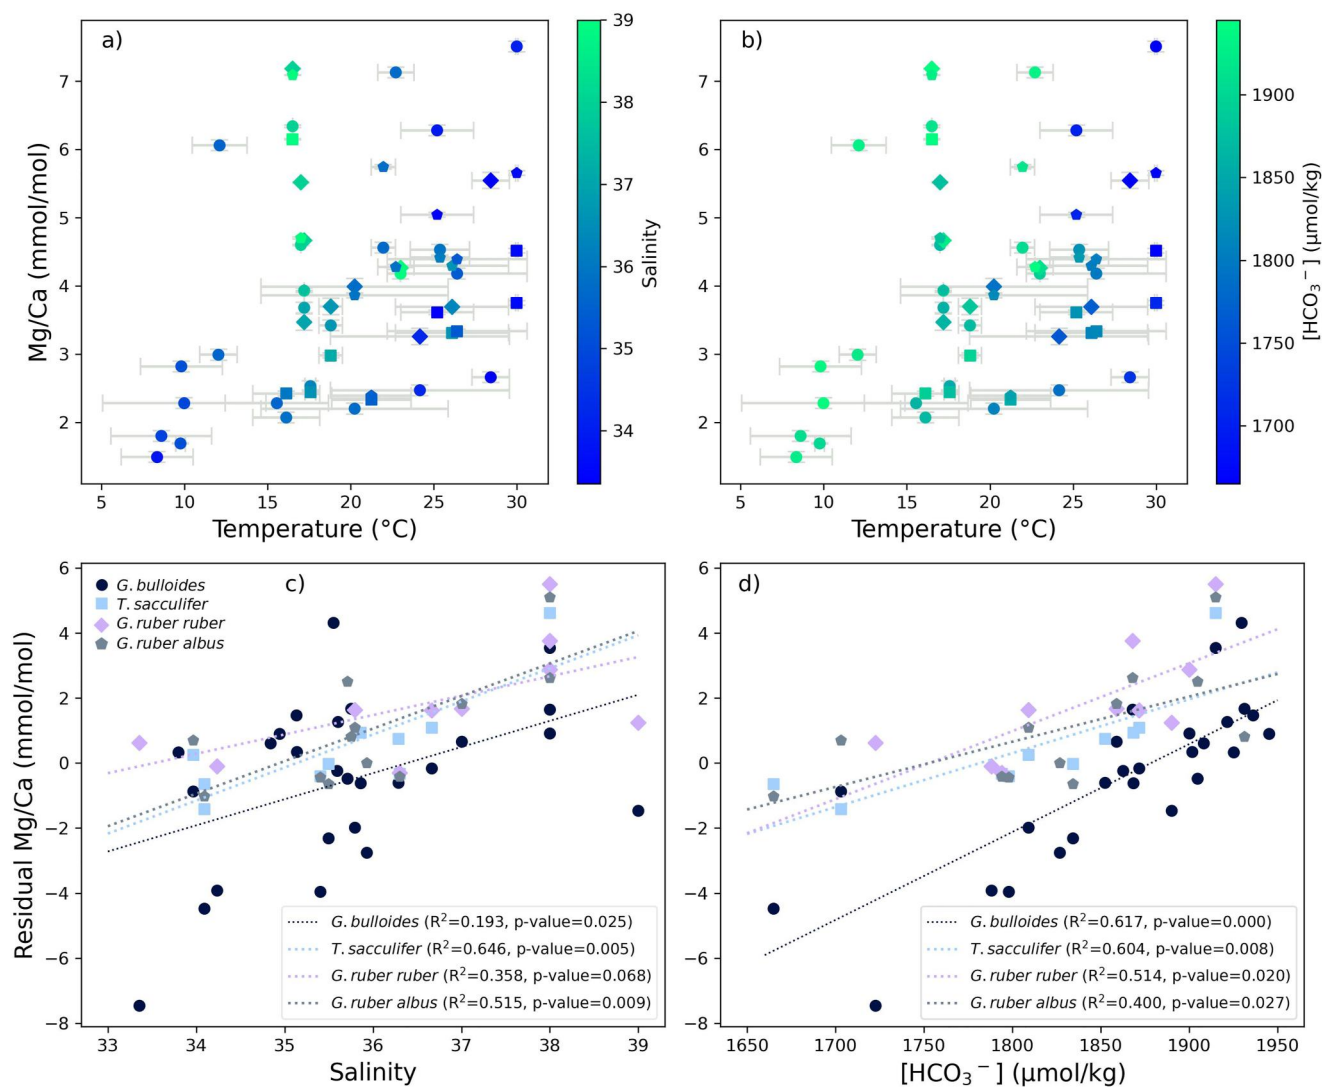 a)
7
6
5
4
3
2
Mg/Ca (mmol/mol)
5 10 15 20 25 30
Temperature (°C)
39
38
37
36
35
34
Salinity
b)
5 10 15 20 25 30
Temperature (°C)
1900
1850
1800
1750
1700
[HCO₃⁻] (μmol/kg)
c)
G. bulloides
T. sacculifer
G. ruber ruber
G. ruber albus
6
4
2
0
−2
−4
−6
−8
Residual Mg/Ca (mmol/mol)
G. bulloides (R²=0.193, p-value=0.025)
T. sacculifer (R²=0.646, p-value=0.005)
G. ruber ruber (R²=0.358, p-value=0.068)
G. ruber albus (R²=0.515, p-value=0.009)
33 34 35 36 37 38 39
Salinity
d)
6
4
2
0
−2
−4
−6
−8
G. bulloides (R²=0.617, p-value=0.000)
T. sacculifer (R²=0.604, p-value=0.008)
G. ruber ruber (R²=0.514, p-value=0.020)
G. ruber albus (R²=0.400, p-value=0.027)
1650 1700 1750 1800 1850 1900 1950
[HCO₃⁻] (μmol/kg)